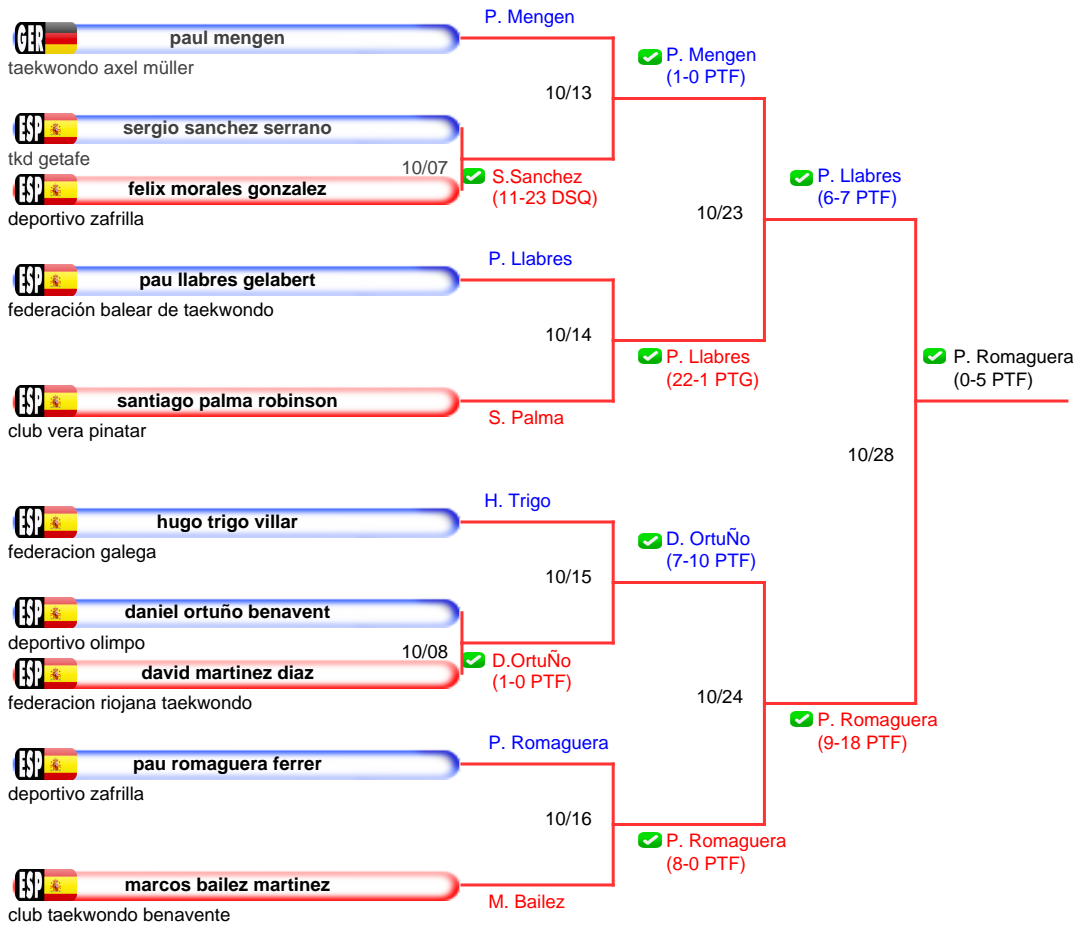 P. Mengen
GER
paul mengen
taekwondo axel müller
P. Mengen
(1-0 PTF)
10/13
ESP
sergio sanchez serrano
tkd getafe
10/07
ESP
felix morales gonzalez
S.Sanchez
(11-23 DSQ)
deportivo zafrilla
P. Llabres
(6-7 PTF)
10/23
P. Llabres
ESP
pau llabres gelabert
federación balear de taekwondo
10/14
P. Llabres
(22-1 PTG)
P. Romaguera
(0-5 PTF)
ESP
santiago palma robinson
S. Palma
club vera pinatar
10/28
H. Trigo
ESP
hugo trigo villar
federacion galega
D. OrtuÑo
(7-10 PTF)
10/15
ESP
daniel ortuño benavent
deportivo olimpo
10/08
ESP
david martinez diaz
D.OrtuÑo
(1-0 PTF)
federacion riojana taekwondo
10/24
P. Romaguera
(9-18 PTF)
P. Romaguera
ESP
pau romaguera ferrer
deportivo zafrilla
10/16
P. Romaguera
(8-0 PTF)
ESP
marcos bailez martinez
M. Bailez
club taekwondo benavente